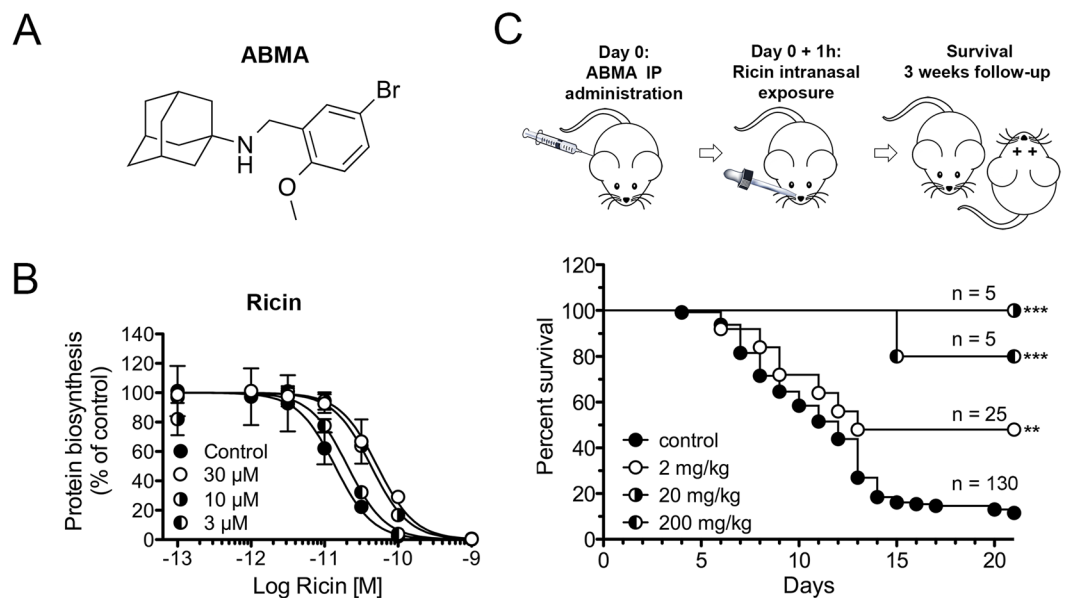 A
ABMA
Br
N
H
O
B
Ricin
Protein biosynthesis
(% of control)
140
120
100
80
60
40
20
0
Control
30 µM
10 µM
3 µM
-13
-12
-11
-10
-9
Log Ricin [M]
C
Day 0:
ABMA IP
administration
Day 0 + 1h:
Ricin intranasal
exposure
Survival
3 weeks follow-up
Percent survival
120
100
80
60
40
20
0
n = 5
***
n = 5
***
n = 25
**
n = 130
control
2 mg/kg
20 mg/kg
200 mg/kg
0
5
10
15
20
Days